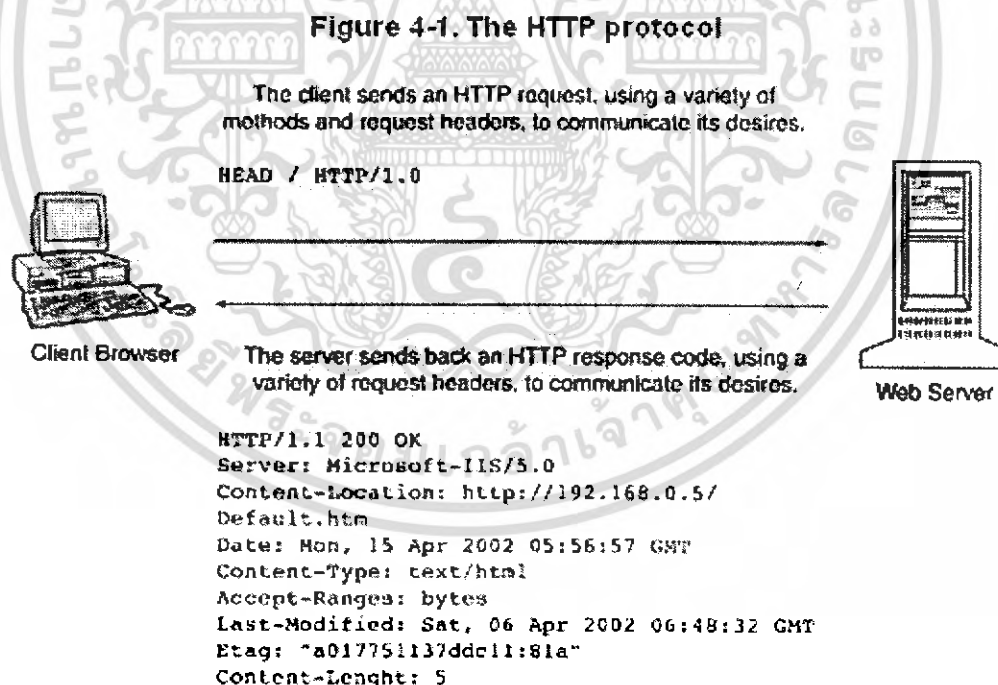 Figure 4-1. The HTTP protocol
The client sends an HTTP request, using a variety of
methods and request headers, to communicate its desires.
HEAD / HTTP/1.0
Client Browser
Web Server
The server sends back an HTTP response code, using a
variety of request headers, to communicate its desires.
HTTP/1.1 200 OK
Server: Microsoft-IIS/5.0
Content-Location: http://192.168.0.5/
Default.htm
Date: Mon, 15 Apr 2002 05:56:57 GMT
Content-Type: text/html
Accept-Ranges: bytes
Last-Modified: Sat, 06 Apr 2002 06:48:32 GMT
Etag: "a017751137ddc11:81a"
Content-Lenght: 5